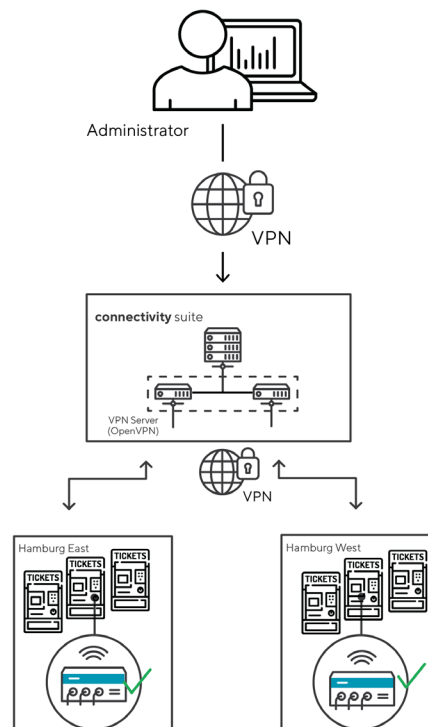 Administrator
VPN
connectivity suite
VPN Server
(OpenVPN)
VPN
Hamburg East
TICKETS
TICKETS
TICKETS
Hamburg West
TICKETS
TICKETS
TICKETS